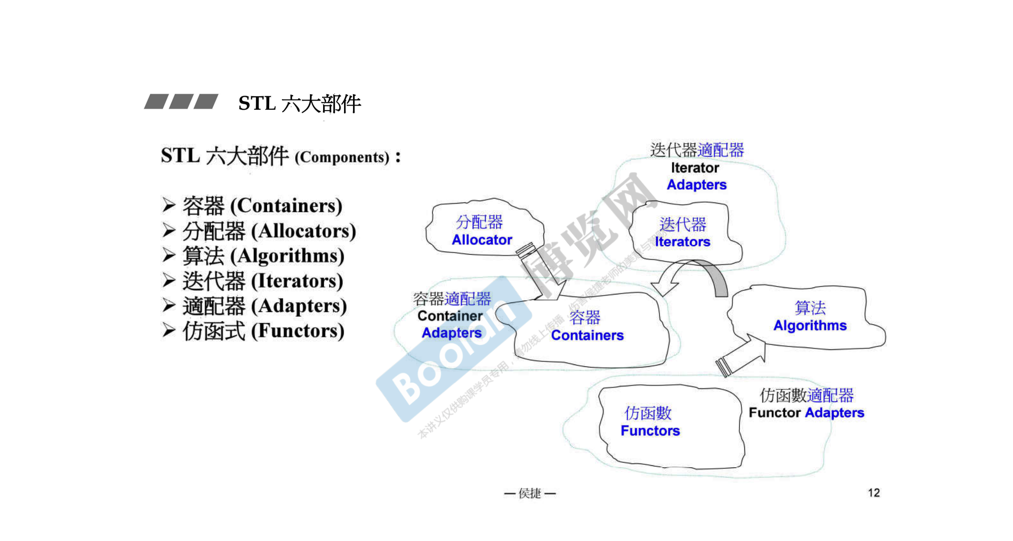 STL 六大部件
STL 六大部件 (Components) :
➢ 容器 (Containers)
➢ 分配器 (Allocators)
➢ 算法 (Algorithms)
➢ 迭代器 (Iterators)
➢ 適配器 (Adapters)
➢ 仿函式 (Functors)
迭代器適配器
Iterator
Adapters
分配器
Allocator
迭代器
Iterators
容器適配器
Container
Adapters
容器
Containers
算法
Algorithms
仿函數
Functors
仿函數適配器
Functor Adapters
Boolan
博览网
本讲义仅供购课学员专用，请勿线上
— 侯捷 —
12